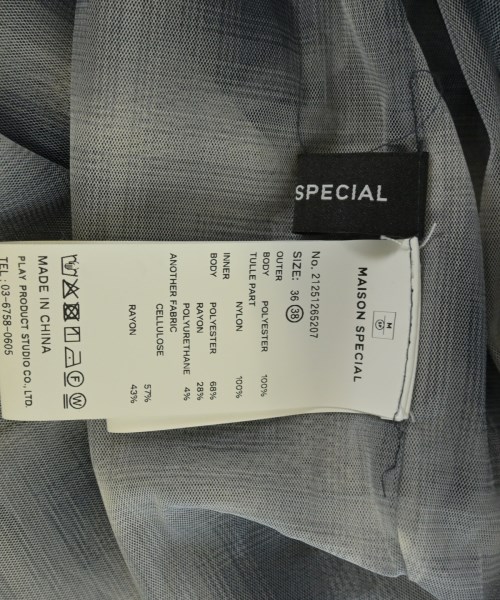 SPECIAL
MAISON SPECIAL
No. 21251265207
SIZE: 36 38
OUTER
BODY POLYESTER 100%
TULLE PART
NYLON 100%
INNER
BODY POLYESTER 68%
RAYON 28%
POLYURETHANE 4%
ANOTHER FABRIC
CELLULOSE 57%
RAYON 43%
MADE IN CHINA
PLAY PRODUCT STUDIO CO., LTD.
TEL.:03-6758-0605